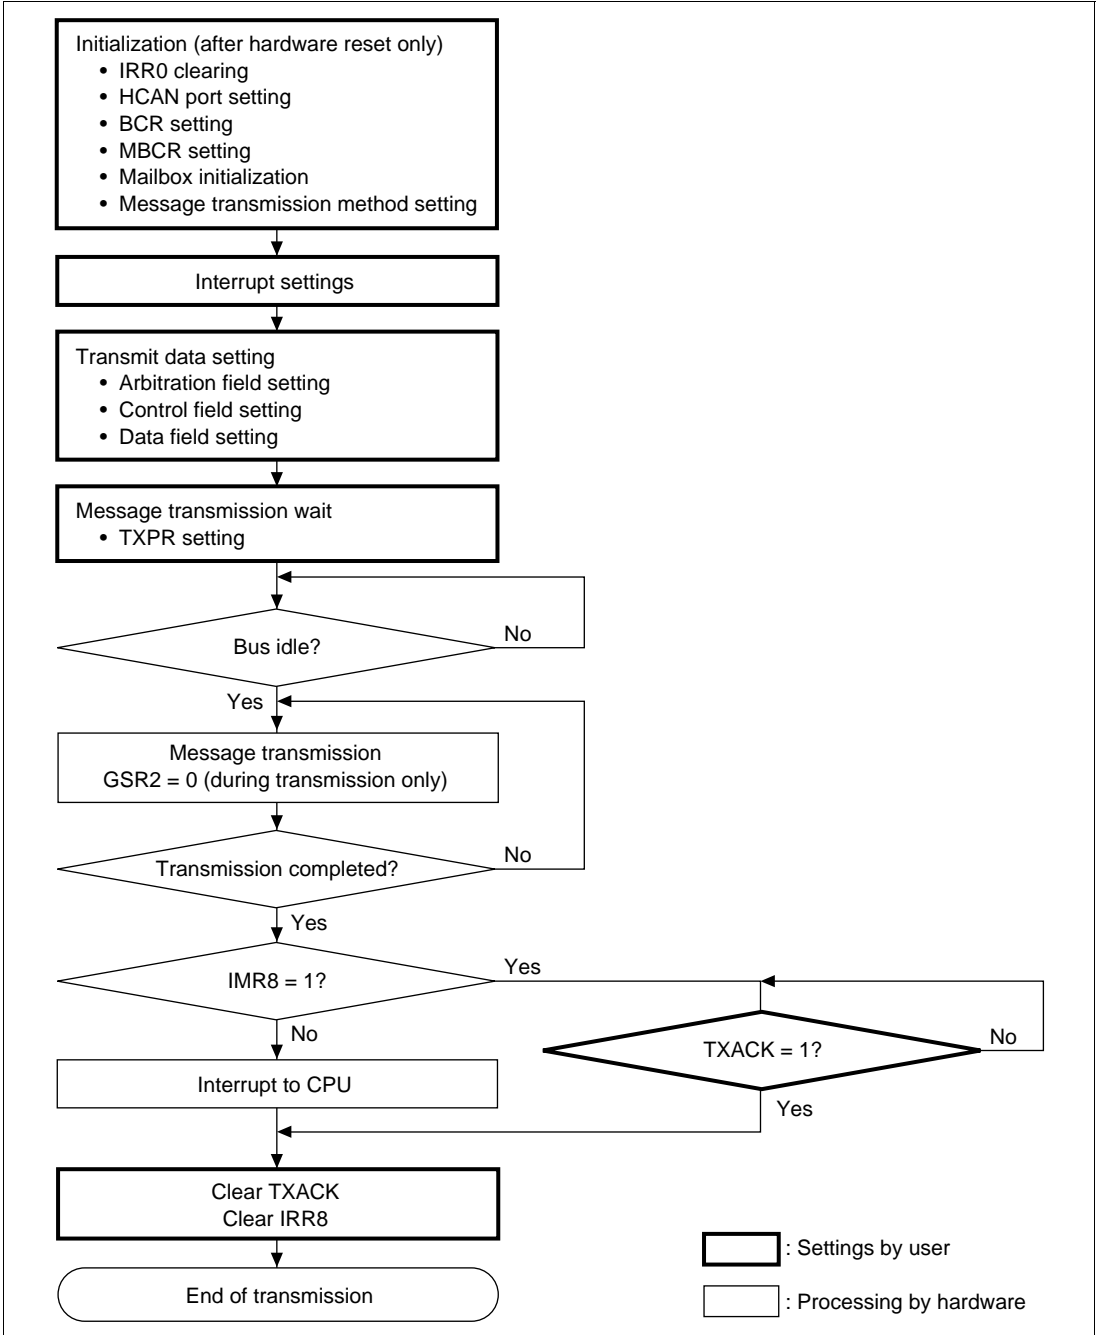 Initialization (after hardware reset only)
• IRR0 clearing
• HCAN port setting
• BCR setting
• MBCR setting
• Mailbox initialization
• Message transmission method setting
Interrupt settings
Transmit data setting
• Arbitration field setting
• Control field setting
• Data field setting
Message transmission wait
• TXPR setting
Bus idle?
No
Yes
Message transmission
GSR2 = 0 (during transmission only)
Transmission completed?
No
Yes
IMR8 = 1?
Yes
No
TXACK = 1?
No
Yes
Interrupt to CPU
Clear TXACK
Clear IRR8
End of transmission
: Settings by user
: Processing by hardware